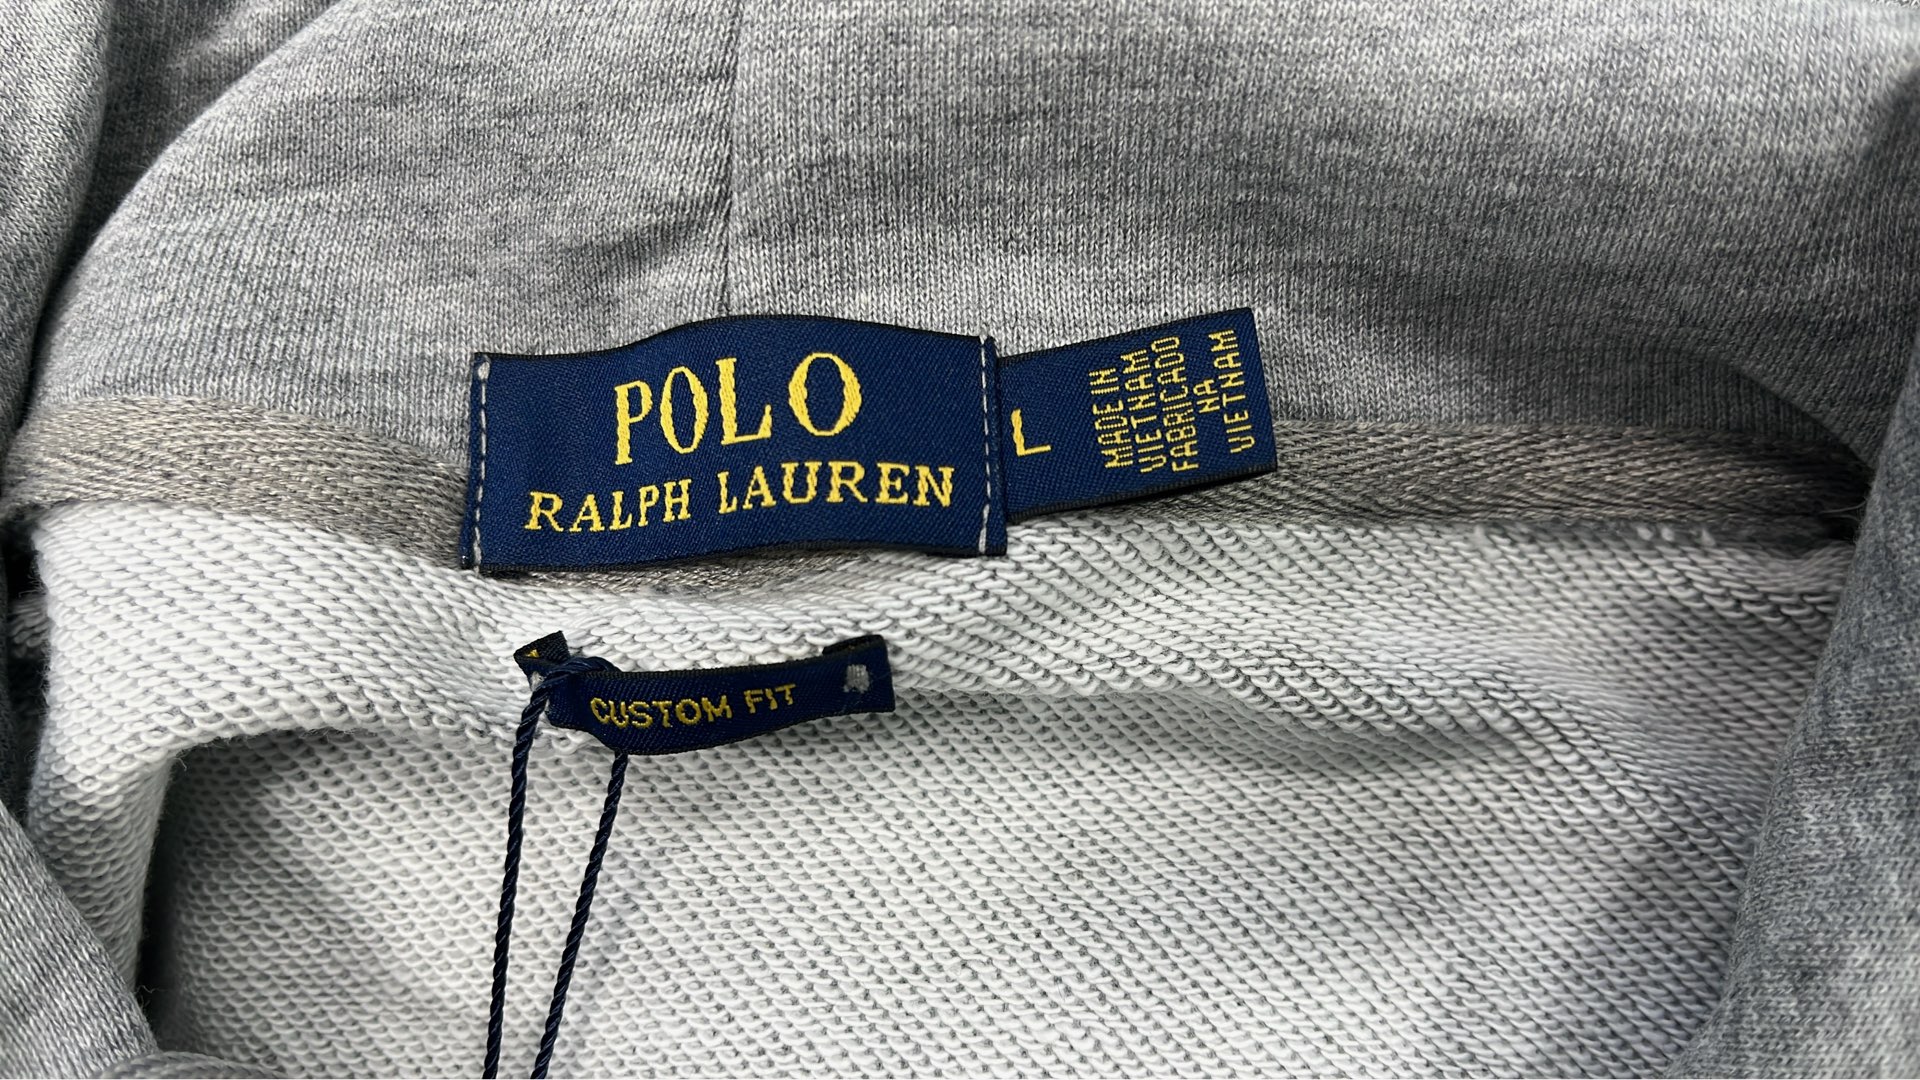 POLO
RALPH LAUREN
L
MADE IN
VIETNAM
FABRICADO
NA
VIETNAM
CUSTOM FIT